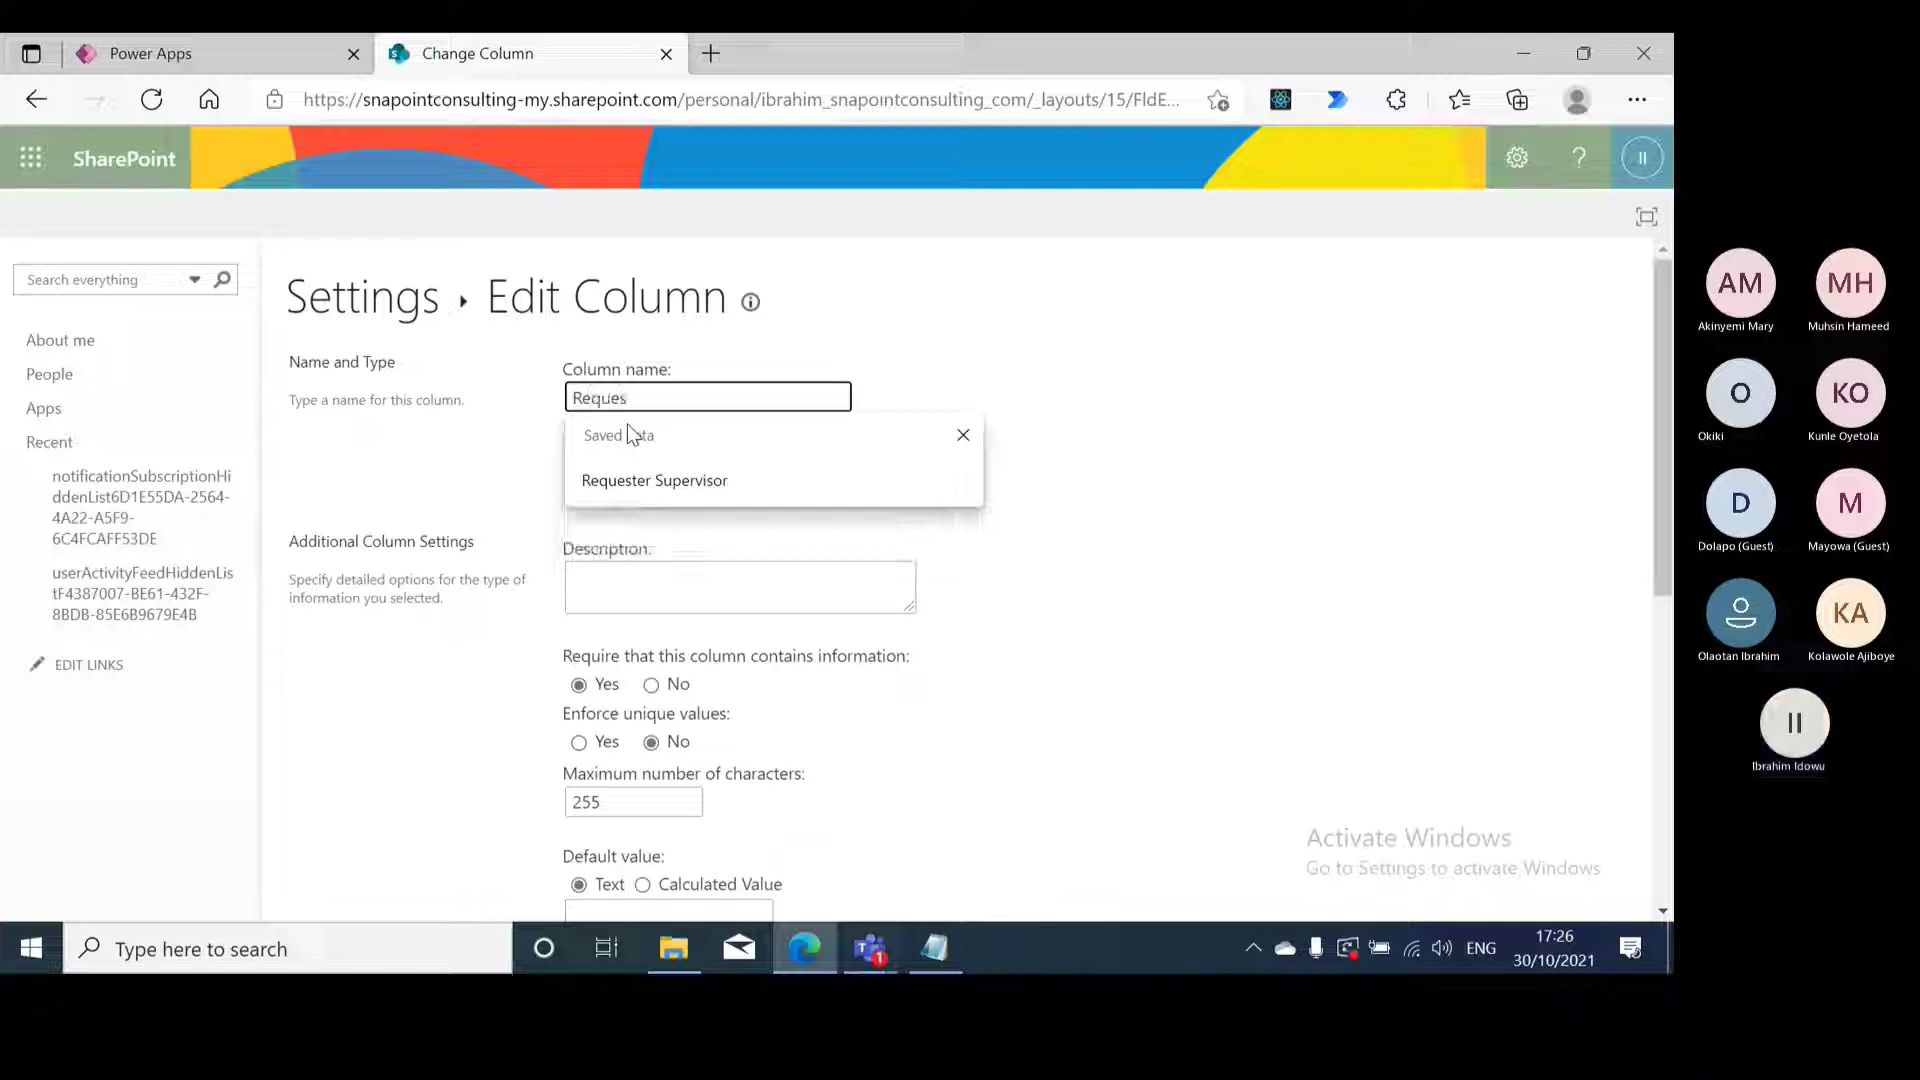 Power Apps
Change Column
https://snapointconsulting-my.sharepoint.com/personal/ibrahim_snapointconsulting_com/_layouts/15/FldE...
SharePoint
?
II
Search everything
About me
People
Apps
Recent
notificationSubscriptionHi
ddenList6D1E55DA-2564-
4A22-A5F9-
6C4FCAFF53DE
userActivityFeedHiddenLis
tF4387007-BE61-432F-
8BDB-85E6B9679E4B
EDIT LINKS
Settings
Edit Column
Name and Type
Type a name for this column.
Column name:
Reques
Saved
Requester Supervisor
Additional Column Settings
Specify detailed options for the type of
information you selected.
Description:
Require that this column contains information:
Yes No
Enforce unique values:
Yes No
Maximum number of characters:
255
Default value:
Text Calculated Value
Activate Windows
Go to Settings to activate Windows
Type here to search
1
ENG
17:26
30/10/2021
AM
Akinyemi Mary
MH
Muhsin Hameed
O
Okiki
KO
Kunle Oyetola
D
Dolapo (Guest)
M
Mayowa (Guest)
Olaotan Ibrahim
KA
Kolawole Ajiboye
II
Ibrahim Idowu